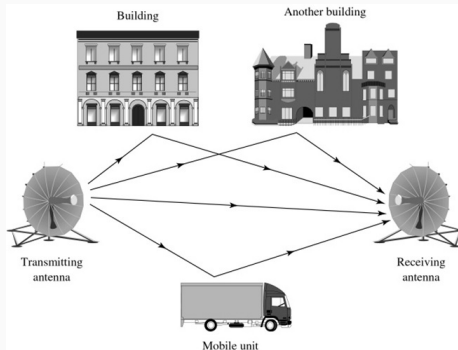 Building
Another building
Transmitting
antenna
Receiving
antenna
Mobile unit